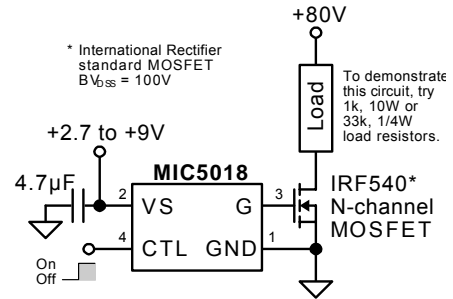 +80V
* International Rectifier
standard MOSFET
BVDSS = 100V
Load
To demonstrate
this circuit, try
1k, 10W or
33k, 1/4W
load resistors.
+2.7 to +9V
MIC5018
4.7µF
2
VS
G
3
IRF540*
N-channel
MOSFET
4
CTL
GND
1
On
Off